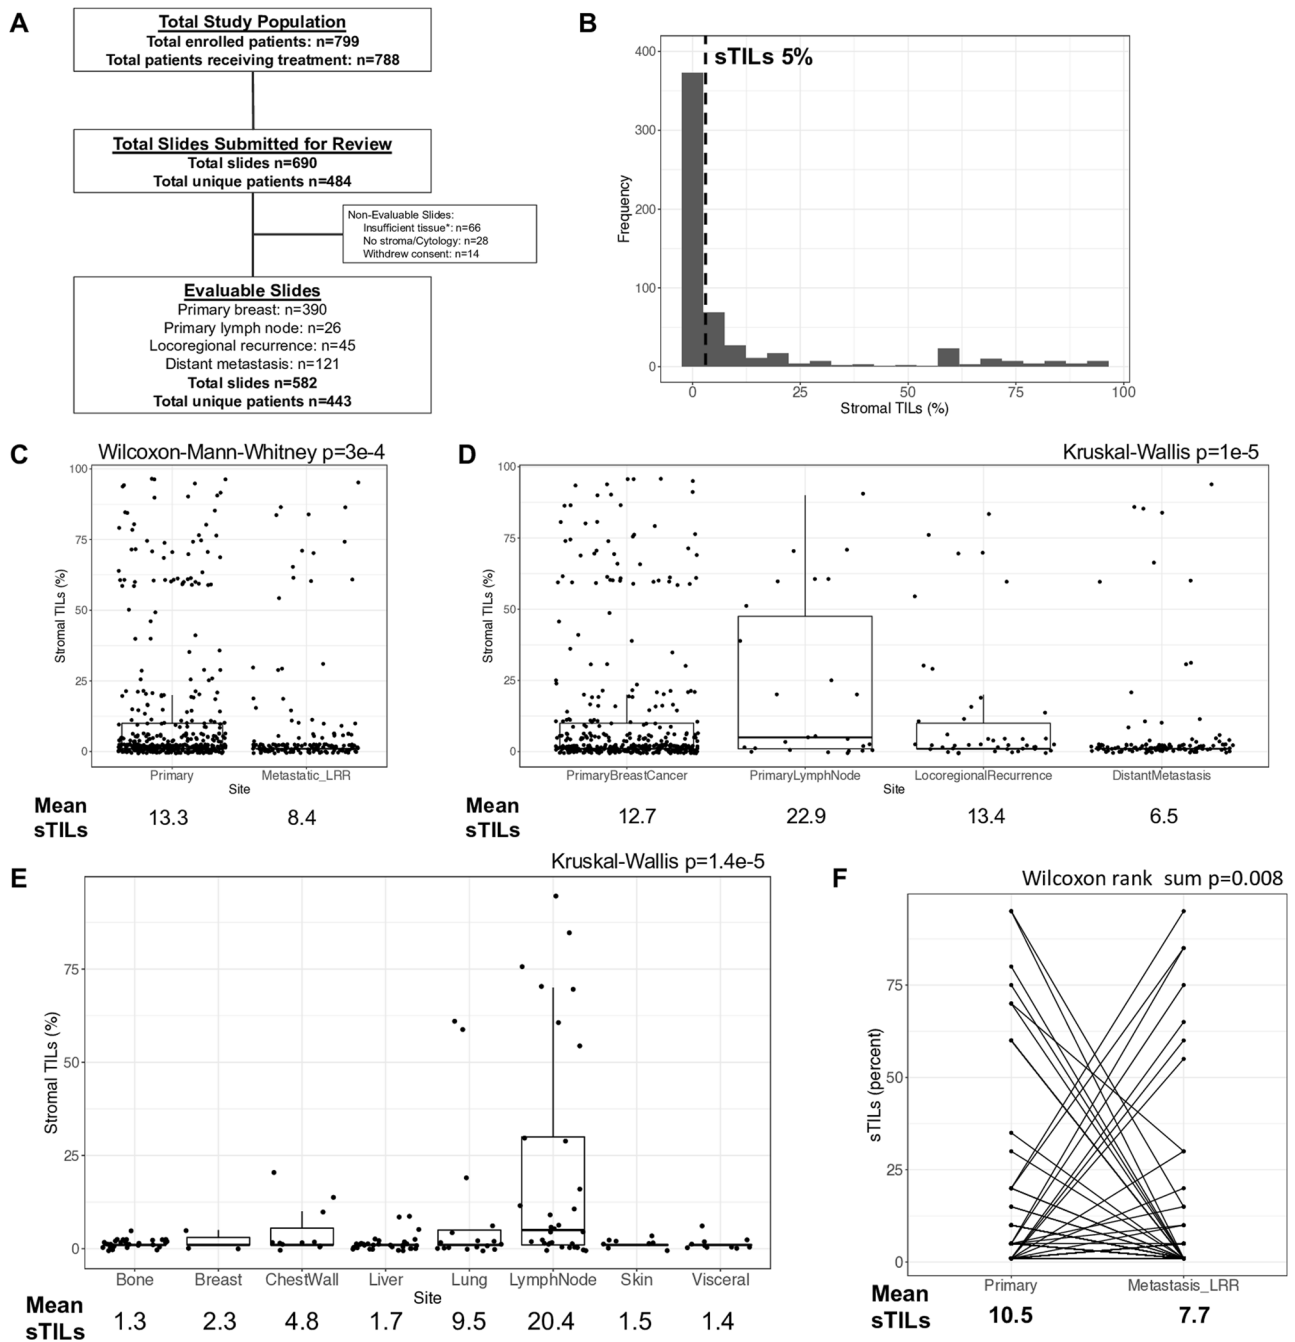 A
Total Study Population
Total enrolled patients: n=799
Total patients receiving treatment: n=788
Total Slides Submitted for Review
Total slides n=690
Total unique patients n=484
Non-Evaluable Slides:
Insufficient tissue*: n=66
No stroma/Cytology: n=28
Withdrew consent: n=14
Evaluable Slides
Primary breast: n=390
Primary lymph node: n=26
Locoregional recurrence: n=45
Distant metastasis: n=121
Total slides n=582
Total unique patients n=443
B
sTILs 5%
400
300
200
100
0
Frequency
0 25 50 75 100
Stromal TILs (%)
C
Wilcoxon-Mann-Whitney p=3e-4
100
75
50
25
0
Stromal TILs (%)
Primary Metastatic_LRR
Site
Mean sTILs
13.3 8.4
D
Kruskal-Wallis p=1e-5
100
75
50
25
0
Stromal TILs (%)
PrimaryBreastCancer PrimaryLymphNode LocoregionalRecurrence DistantMetastasis
Site
Mean sTILs
12.7 22.9 13.4 6.5
E
Kruskal-Wallis p=1.4e-5
75
50
25
0
Stromal TILs (%)
Bone Breast ChestWall Liver Lung LymphNode Skin Visceral
Site
Mean sTILs
1.3 2.3 4.8 1.7 9.5 20.4 1.5 1.4
F
Wilcoxon rank sum p=0.008
75
50
25
0
sTILs (percent)
Primary Metastasis_LRR
Mean sTILs
10.5 7.7